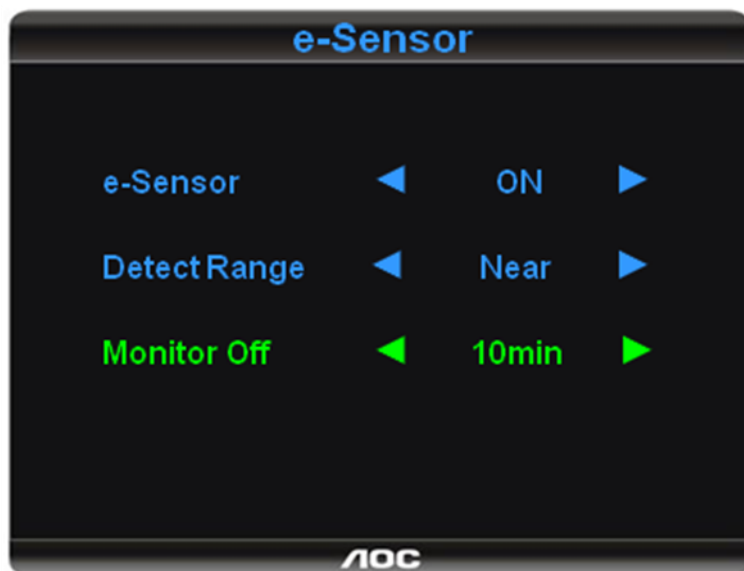 e-Sensor
e-Sensor ON
Detect Range Near
Monitor Off 10min
AOC